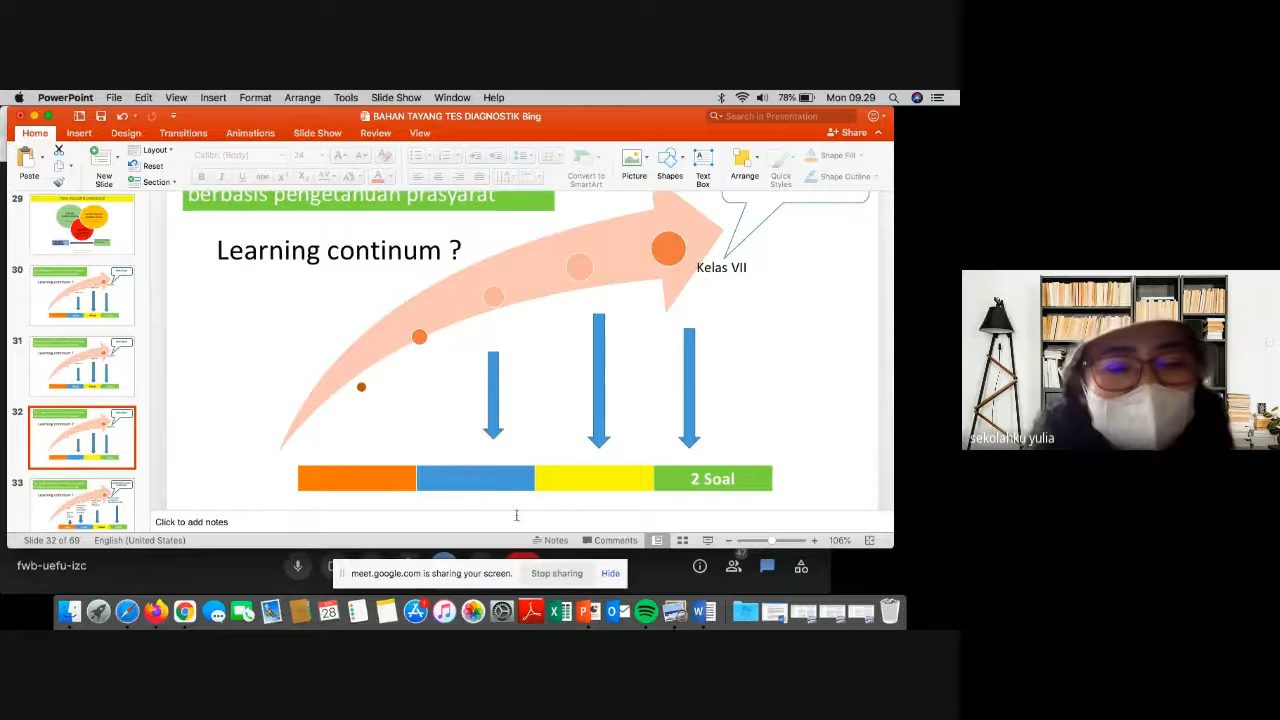 PowerPoint File Edit View Insert Format Arrange Tools Slide Show Window Help 78% Mon 09.29
BAHAN TAYANG TES DIAGNOSTIK Bing
Search in Presentation
Home Insert Design Transitions Animations Slide Show Review View
Share
Paste
New Slide
Layout
Reset
Section
Calibri (Body) 24
Convert to SmartArt
Picture
Shapes
Text Box
Arrange
Quick Styles
Shape Fill
Shape Outline
29
30
31
32
33
berbasis pengetahuan prasyarat
Learning continum ?
Kelas VII
2 Soal
Click to add notes
Slide 32 of 69 English (United States) Notes Comments 106%
fwb-uefu-izc
47
meet.google.com is sharing your screen. Stop sharing Hide
sekolahku yulia